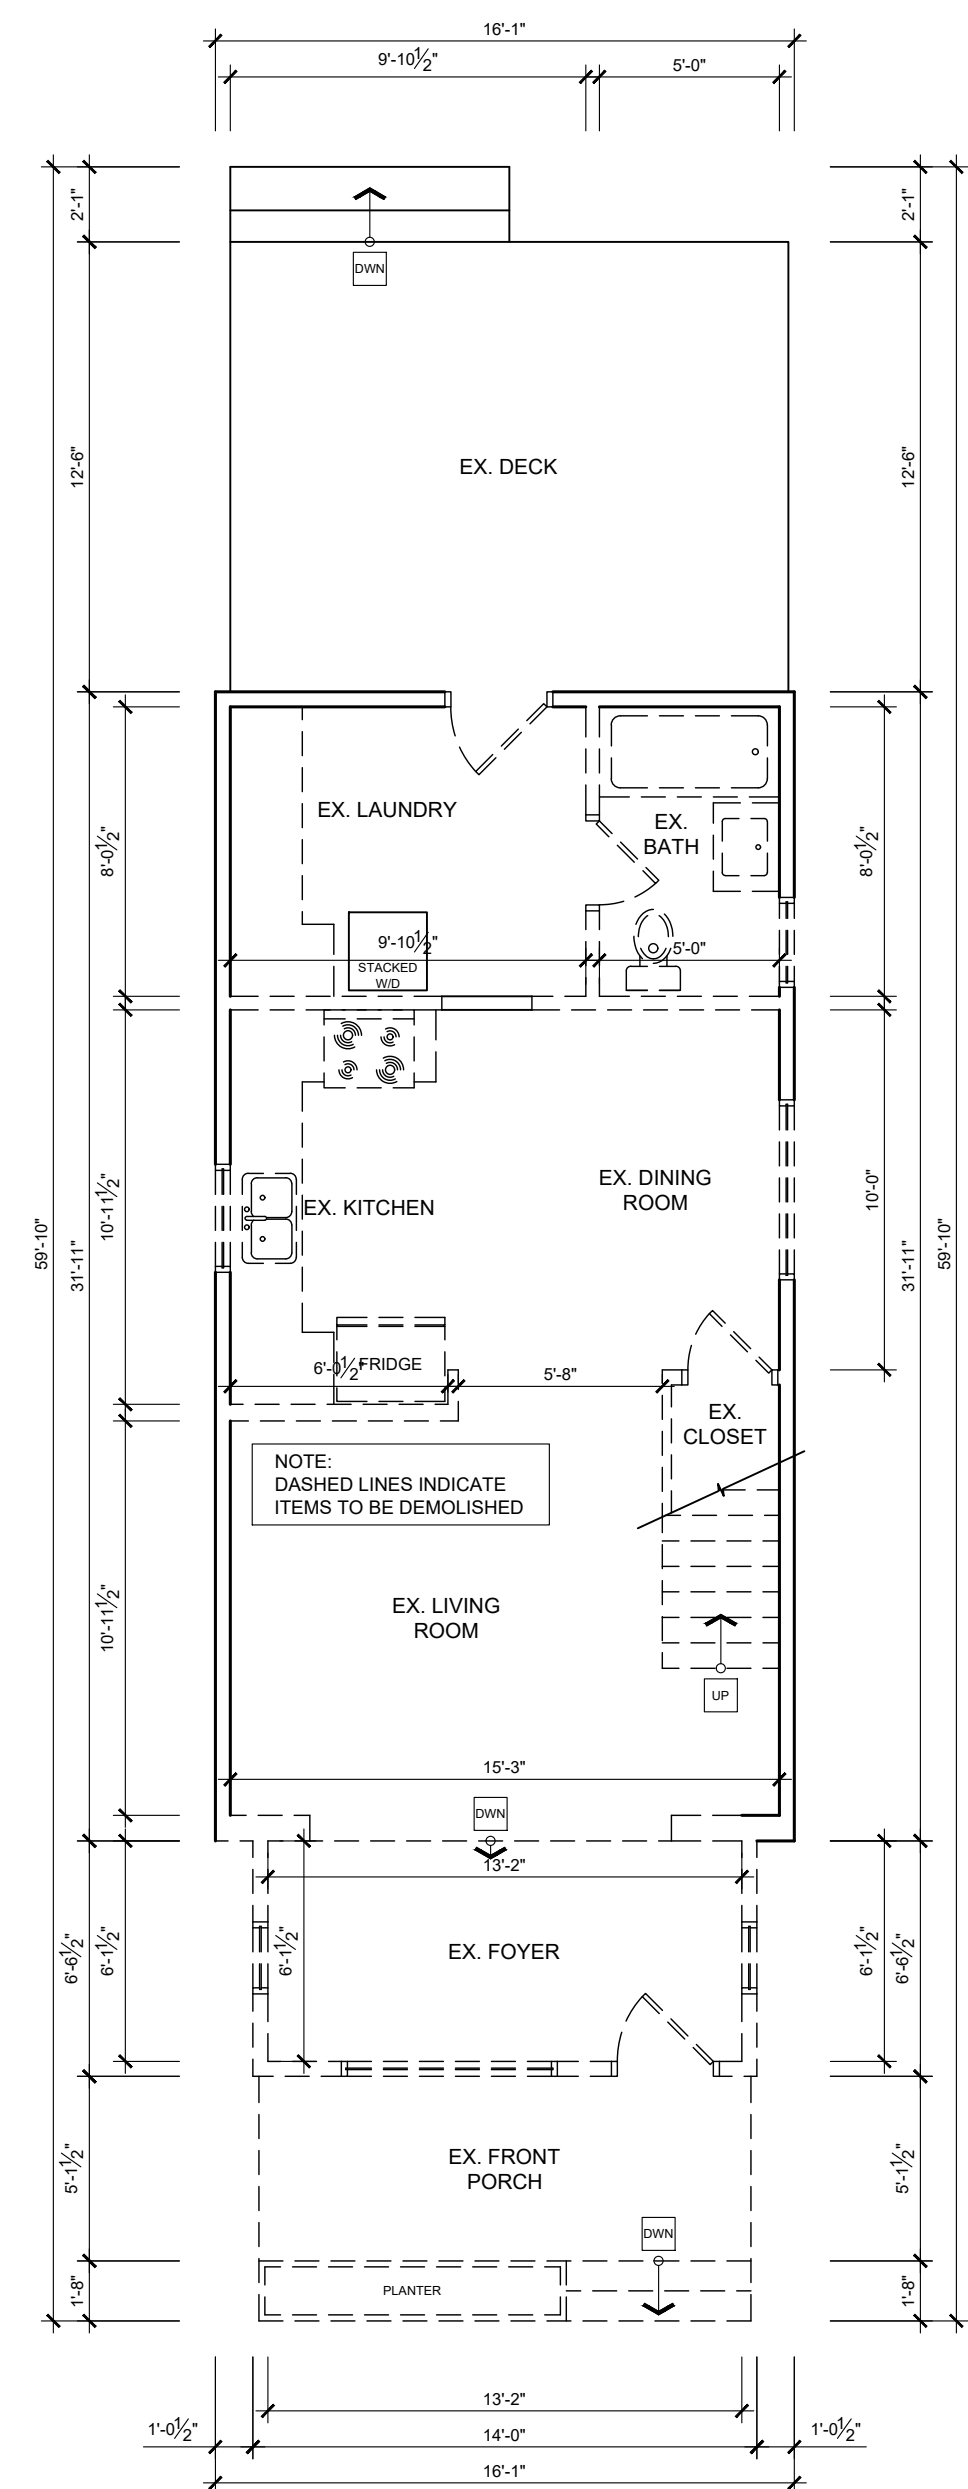 16'-1"
9'-10½"
5'-0"
2'-1"
2'-1"
DWN
12'-6"
EX. DECK
12'-6"
8'-0½"
EX. LAUNDRY
EX.
BATH
8'-0½"
9'-10½"
5'-0"
STACKED
W/D
59'-10"
31'-11"
10'-11½"
EX. KITCHEN
EX. DINING
ROOM
10'-0"
31'-11"
59'-10"
6'-0½"
FRIDGE
5'-8"
EX.
CLOSET
NOTE:
DASHED LINES INDICATE
ITEMS TO BE DEMOLISHED
10'-11½"
EX. LIVING
ROOM
UP
15'-3"
DWN
13'-2"
6'-6½"
6'-1½"
6'-1½"
EX. FOYER
6'-1½"
6'-6½"
5'-1½"
EX. FRONT
PORCH
5'-1½"
DWN
1'-8"
PLANTER
1'-8"
13'-2"
1'-0½"
14'-0"
1'-0½"
16'-1"